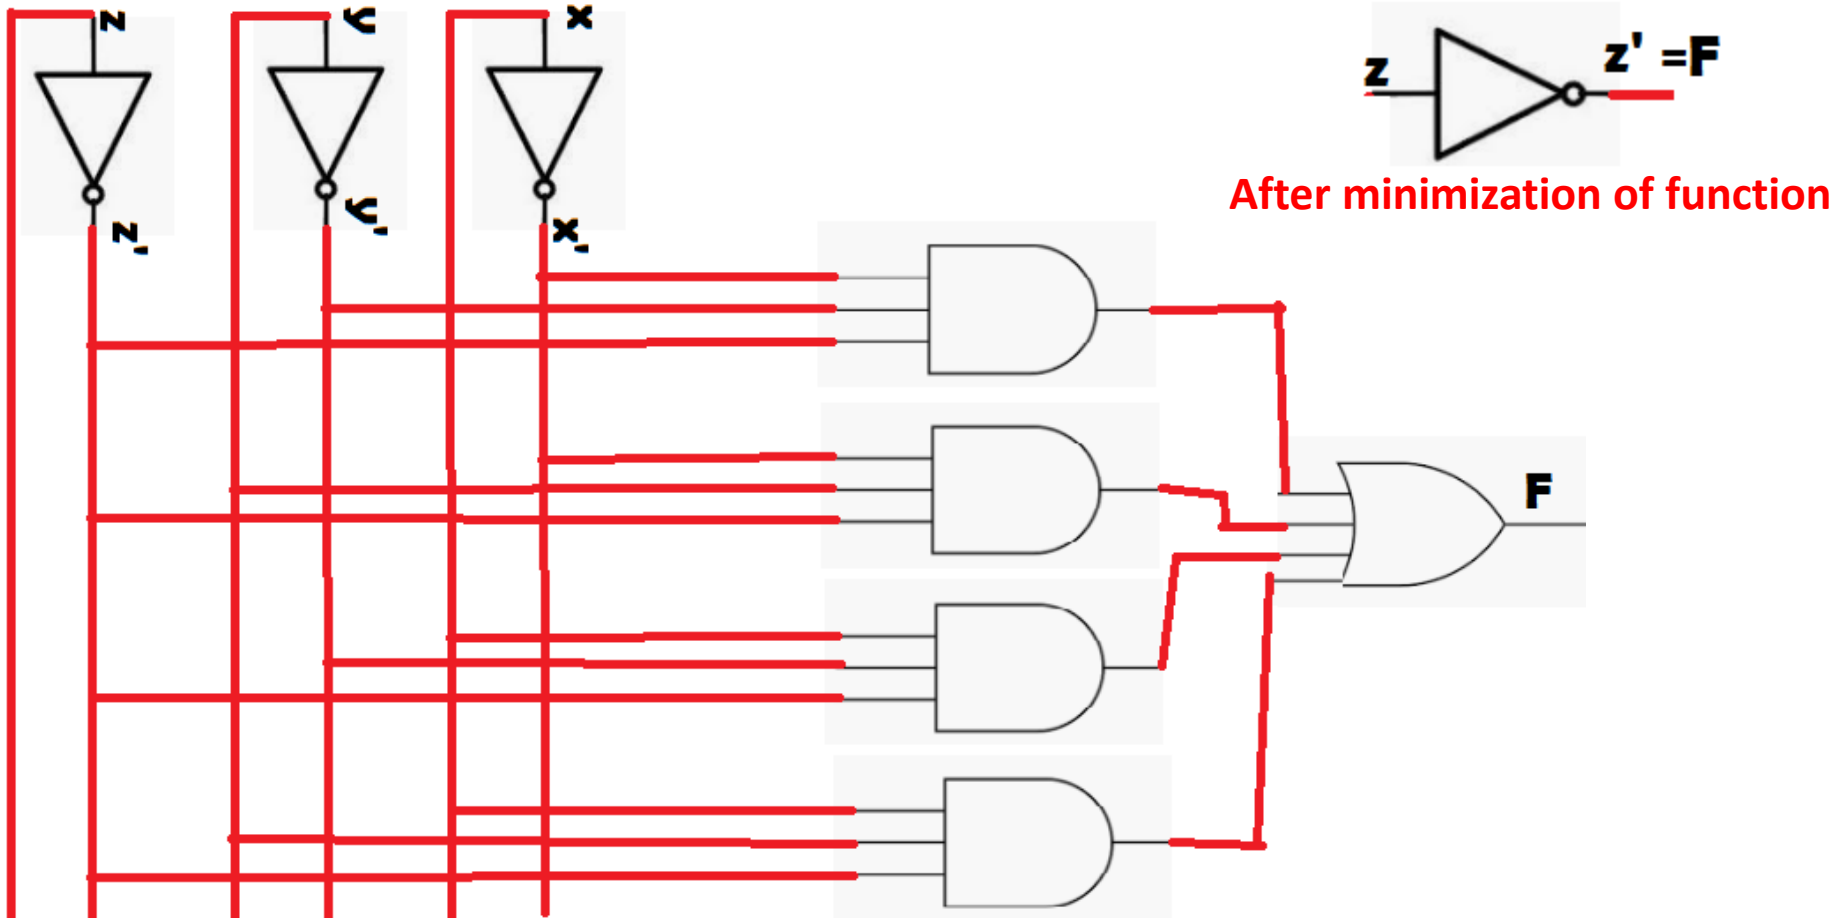 z
y
x
z
z' =F
After minimization of function
z'
y'
x'
F